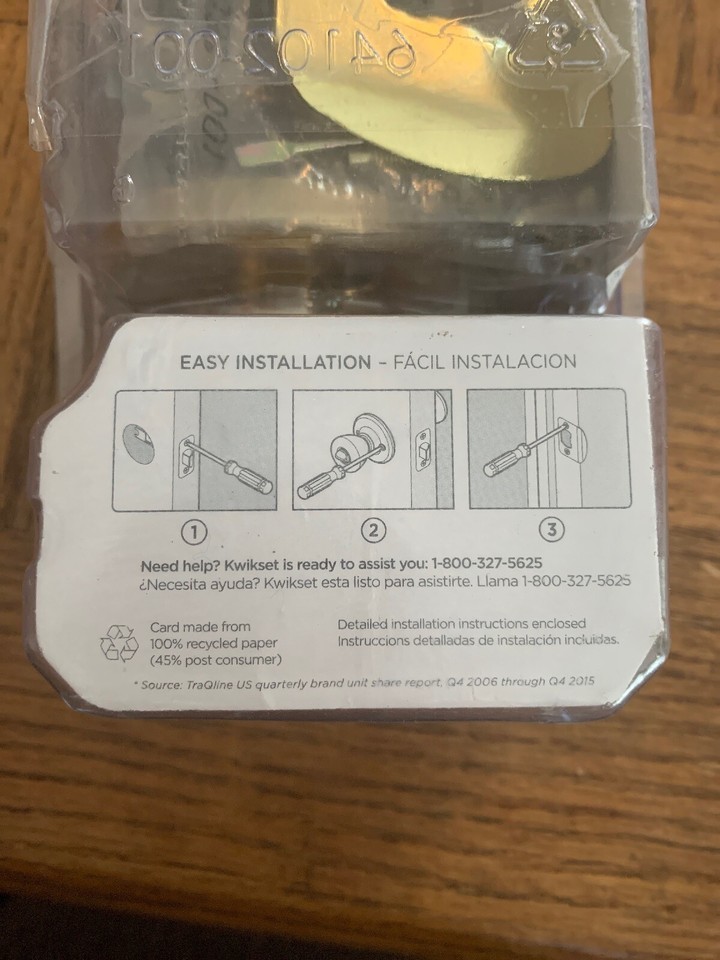 64102 001
3
EASY INSTALLATION – FÁCIL INSTALACION
1 2 3
Need help? Kwikset is ready to assist you: 1-800-327-5625
¿Necesita ayuda? Kwikset esta listo para asistirte. Llama 1-800-327-5625
Card made from
100% recycled paper
(45% post consumer)
Detailed installation instructions enclosed
Instruccions detalladas de instalación incluidas.
* Source: TraQline US quarterly brand unit share report, Q4 2006 through Q4 2015